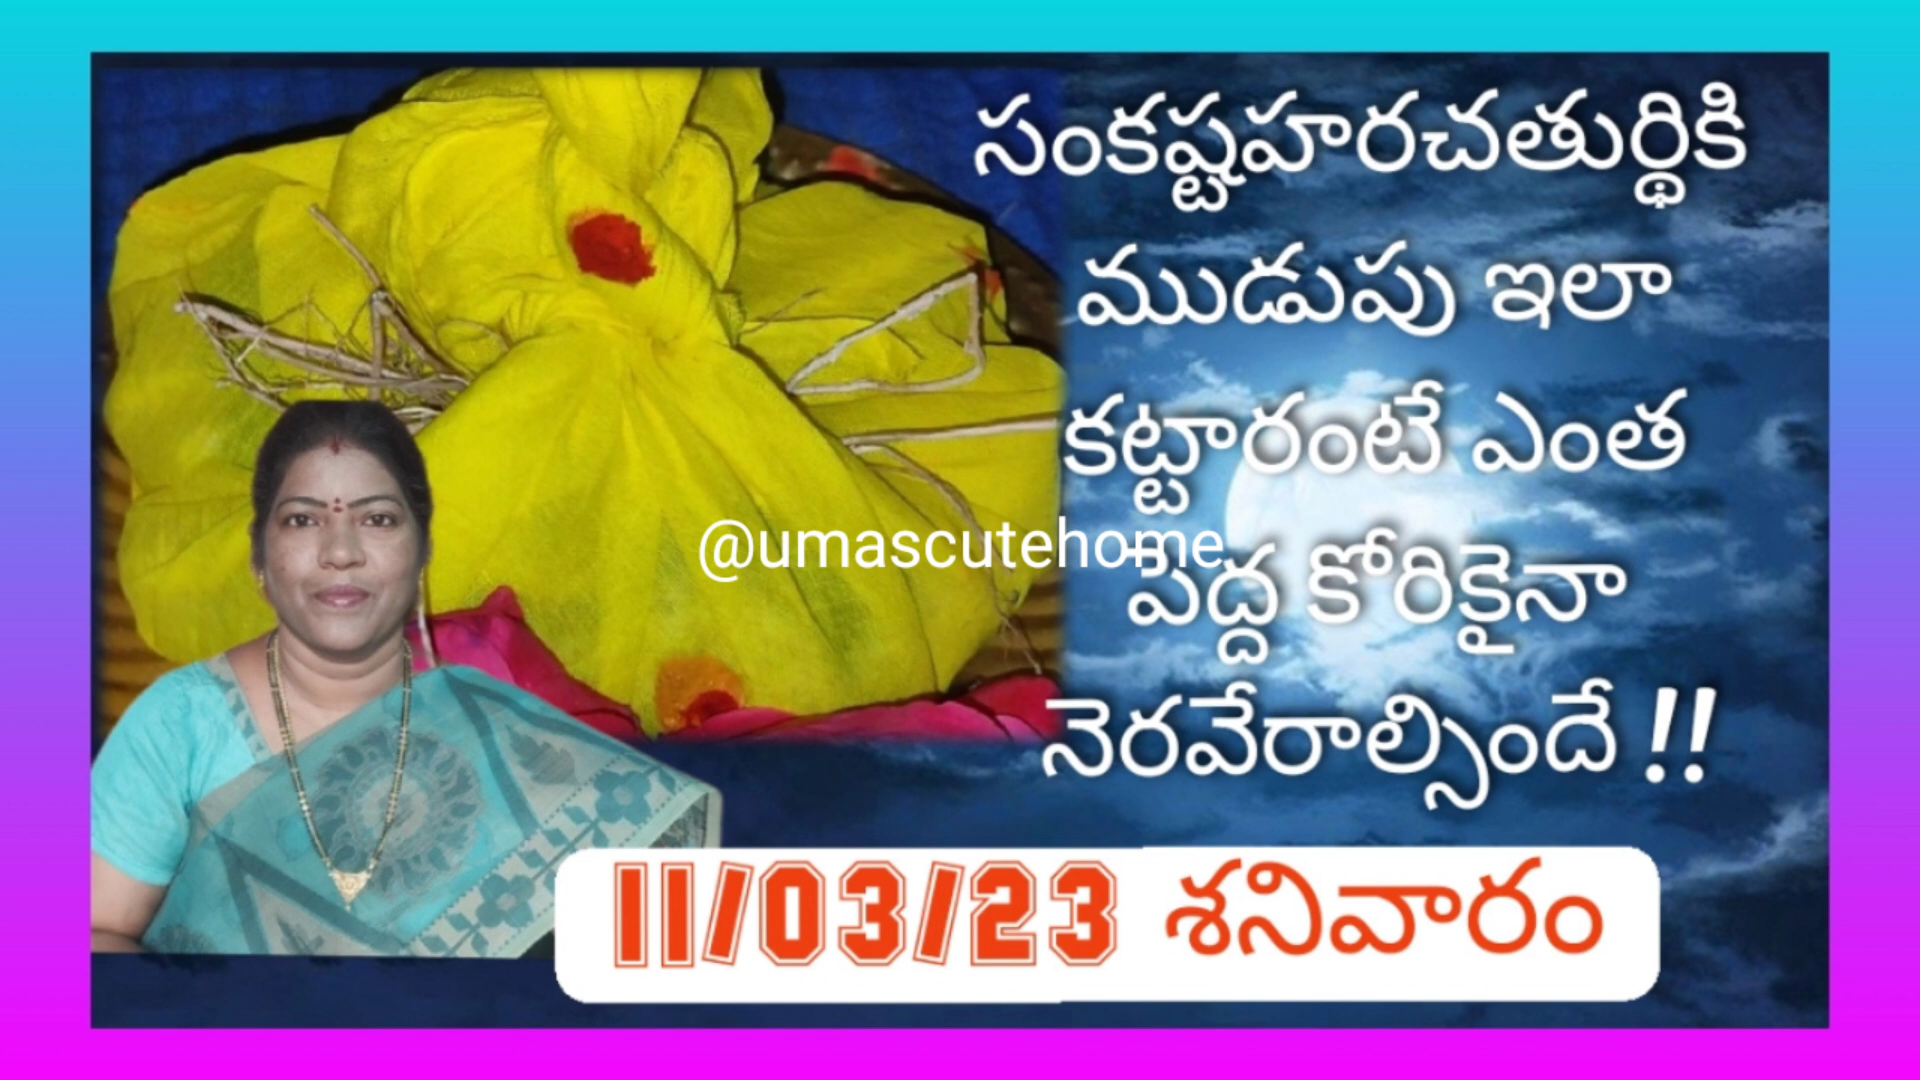 సంకష్టహరచతుర్థికి
ముడుపు ఇలా
కట్టారంటే ఎంత
@umascutehome
పెద్ద కోరికైనా
నెరవేరాల్సిందే !!
11/03/23 శనివారం